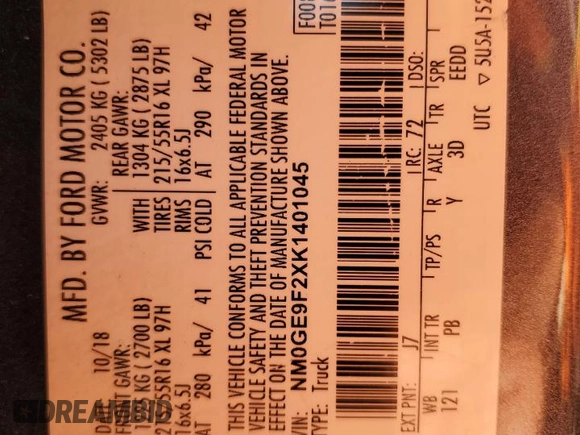 MFD. BY FORD MOTOR CO.
10/18
GVWR: 2405 KG ( 5302 LB)
(2700 LB)
REAR GAWR:
1304 KG ( 2875 LB)
WITH
215/55R16 XL 97H
TIRES 215/55R16 XL 97H
16x6.5J
RIMS 16x6.5J
AT 280 kPa/ 41 PSI COLD
AT 290 kPa/ 42
THIS VEHICLE CONFORMS TO ALL APPLICABLE FEDERAL MOTOR
VEHICLE SAFETY AND THEFT PREVENTION STANDARDS IN
EFFECT ON THE DATE OF MANUFACTURE SHOWN ABOVE.
VIN: NM0GE9F2XK1401045
TYPE: Truck
EXT PNT: J7 RC: 72 DSO:
WB INT TR TP/PS R AXLE TR SPR
121 PB Y 3D EEDD
UTC ▽ 5U5A-152
DREAMBID